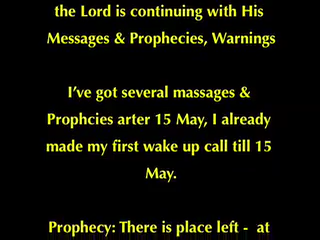 the Lord is continuing with His
Messages & Prophecies, Warnings
I've got several massages &
Prophcies arter 15 May, I already
made my first wake up call till 15
May.
Prophecy: There is place left - at